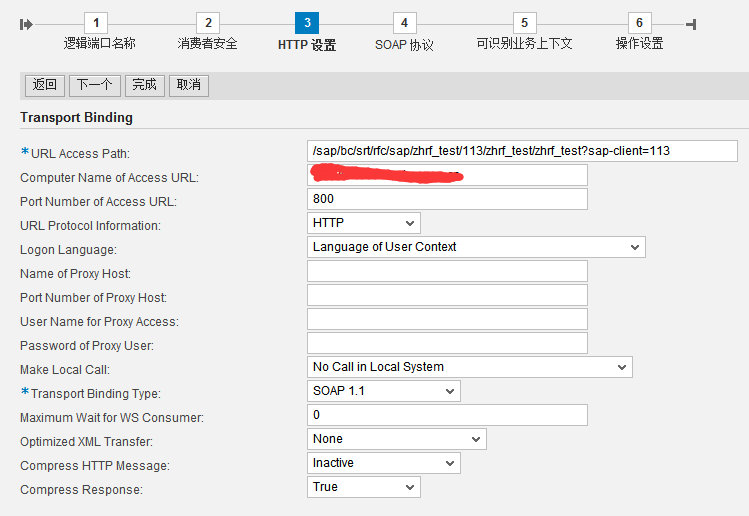 1 2 3 4 5 6
逻辑端口名称 消费者安全 HTTP 设置 SOAP 协议 可识别业务上下文 操作设置
返回 下一个 完成 取消
Transport Binding
*URL Access Path: /sap/bc/srt/rfc/sap/zhrf_test/113/zhrf_test/zhrf_test?sap-client=113
Computer Name of Access URL:
Port Number of Access URL: 800
URL Protocol Information: HTTP
Logon Language: Language of User Context
Name of Proxy Host:
Port Number of Proxy Host:
User Name for Proxy Access:
Password of Proxy User:
Make Local Call: No Call in Local System
*Transport Binding Type: SOAP 1.1
Maximum Wait for WS Consumer: 0
Optimized XML Transfer: None
Compress HTTP Message: Inactive
Compress Response: True